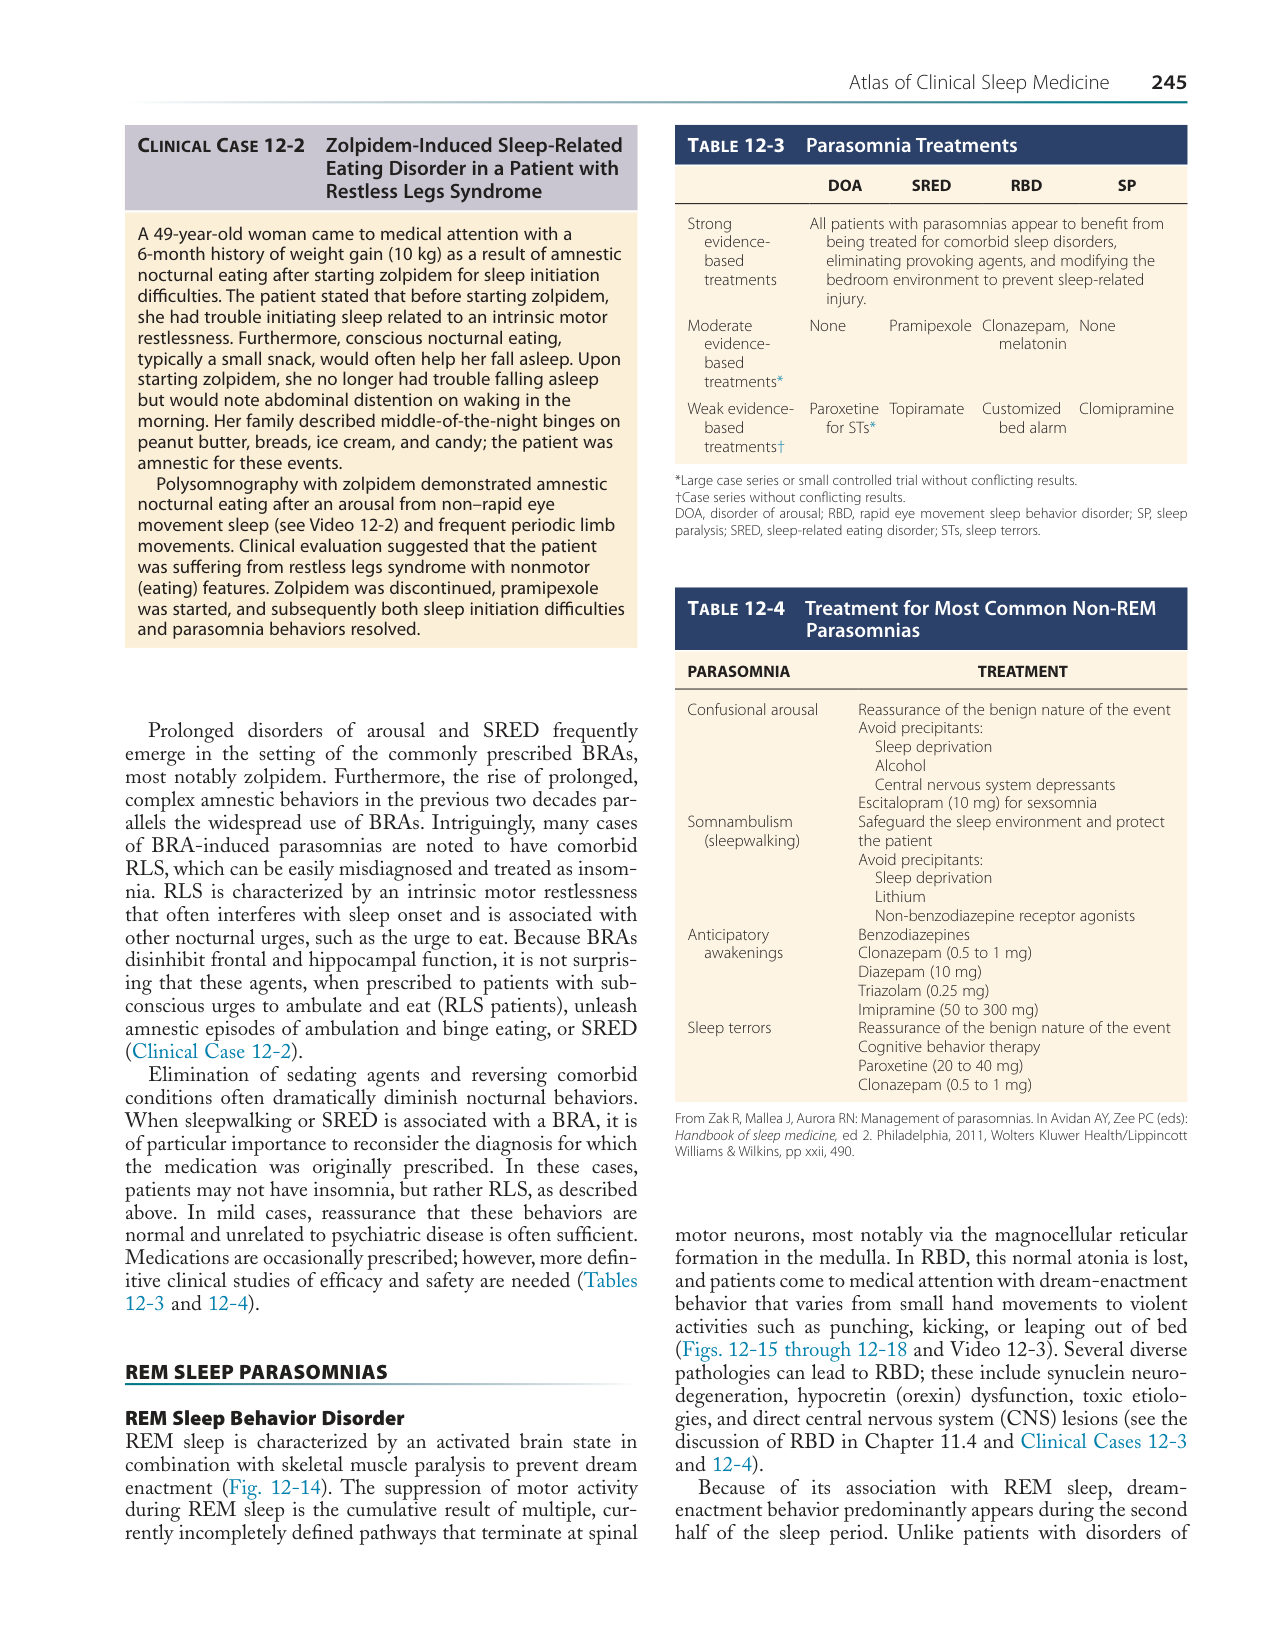 Atlas of Clinical Sleep Medicine 245
CLINICAL CASE 12-2 Zolpidem-Induced Sleep-Related
Eating Disorder in a Patient with
Restless Legs Syndrome
A 49-year-old woman came to medical attention with a
6-month history of weight gain (10 kg) as a result of amnestic
nocturnal eating after starting zolpidem for sleep initiation
difficulties. The patient stated that before starting zolpidem,
she had trouble initiating sleep related to an intrinsic motor
restlessness. Furthermore, conscious nocturnal eating,
typically a small snack, would often help her fall asleep. Upon
starting zolpidem, she no longer had trouble falling asleep
but would note abdominal distention on waking in the
morning. Her family described middle-of-the-night binges on
peanut butter, breads, ice cream, and candy; the patient was
amnestic for these events.
Polysomnography with zolpidem demonstrated amnestic
nocturnal eating after an arousal from non–rapid eye
movement sleep (see Video 12-2) and frequent periodic limb
movements. Clinical evaluation suggested that the patient
was suffering from restless legs syndrome with nonmotor
(eating) features. Zolpidem was discontinued, pramipexole
was started, and subsequently both sleep initiation difficulties
and parasomnia behaviors resolved.
Prolonged disorders of arousal and SRED frequently
emerge in the setting of the commonly prescribed BRAs,
most notably zolpidem. Furthermore, the rise of prolonged,
complex amnestic behaviors in the previous two decades par-
allels the widespread use of BRAs. Intriguingly, many cases
of BRA-induced parasomnias are noted to have comorbid
RLS, which can be easily misdiagnosed and treated as insom-
nia. RLS is characterized by an intrinsic motor restlessness
that often interferes with sleep onset and is associated with
other nocturnal urges, such as the urge to eat. Because BRAs
disinhibit frontal and hippocampal function, it is not surpris-
ing that these agents, when prescribed to patients with sub-
conscious urges to ambulate and eat (RLS patients), unleash
amnestic episodes of ambulation and binge eating, or SRED
(Clinical Case 12-2).
Elimination of sedating agents and reversing comorbid
conditions often dramatically diminish nocturnal behaviors.
When sleepwalking or SRED is associated with a BRA, it is
of particular importance to reconsider the diagnosis for which
the medication was originally prescribed. In these cases,
patients may not have insomnia, but rather RLS, as described
above. In mild cases, reassurance that these behaviors are
normal and unrelated to psychiatric disease is often sufficient.
Medications are occasionally prescribed; however, more defin-
itive clinical studies of efficacy and safety are needed (Tables
12-3 and 12-4).
REM SLEEP PARASOMNIAS
REM Sleep Behavior Disorder
REM sleep is characterized by an activated brain state in
combination with skeletal muscle paralysis to prevent dream
enactment (Fig. 12-14). The suppression of motor activity
during REM sleep is the cumulative result of multiple, cur-
rently incompletely defined pathways that terminate at spinal
TABLE 12-3 Parasomnia Treatments
DOA SRED RBD SP
Strong All patients with parasomnias appear to benefit from
evidence- being treated for comorbid sleep disorders,
based eliminating provoking agents, and modifying the
treatments bedroom environment to prevent sleep-related
injury.
Moderate None Pramipexole Clonazepam, None
evidence- melatonin
based
treatments*
Weak evidence- Paroxetine Topiramate Customized Clomipramine
based for STs* bed alarm
treatments†
*Large case series or small controlled trial without conflicting results.
†Case series without conflicting results.
DOA, disorder of arousal; RBD, rapid eye movement sleep behavior disorder; SP, sleep
paralysis; SRED, sleep-related eating disorder; STs, sleep terrors.
TABLE 12-4 Treatment for Most Common Non-REM
Parasomnias
PARASOMNIA TREATMENT
Confusional arousal Reassurance of the benign nature of the event
Avoid precipitants:
Sleep deprivation
Alcohol
Central nervous system depressants
Escitalopram (10 mg) for sexsomnia
Somnambulism Safeguard the sleep environment and protect
(sleepwalking) the patient
Avoid precipitants:
Sleep deprivation
Lithium
Non-benzodiazepine receptor agonists
Anticipatory Benzodiazepines
awakenings Clonazepam (0.5 to 1 mg)
Diazepam (10 mg)
Triazolam (0.25 mg)
Imipramine (50 to 300 mg)
Sleep terrors Reassurance of the benign nature of the event
Cognitive behavior therapy
Paroxetine (20 to 40 mg)
Clonazepam (0.5 to 1 mg)
From Zak R, Mallea J, Aurora RN: Management of parasomnias. In Avidan AY, Zee PC (eds):
Handbook of sleep medicine, ed 2. Philadelphia, 2011, Wolters Kluwer Health/Lippincott
Williams & Wilkins, pp xxii, 490.
motor neurons, most notably via the magnocellular reticular
formation in the medulla. In RBD, this normal atonia is lost,
and patients come to medical attention with dream-enactment
behavior that varies from small hand movements to violent
activities such as punching, kicking, or leaping out of bed
(Figs. 12-15 through 12-18 and Video 12-3). Several diverse
pathologies can lead to RBD; these include synuclein neuro-
degeneration, hypocretin (orexin) dysfunction, toxic etiolo-
gies, and direct central nervous system (CNS) lesions (see the
discussion of RBD in Chapter 11.4 and Clinical Cases 12-3
and 12-4).
Because of its association with REM sleep, dream-
enactment behavior predominantly appears during the second
half of the sleep period. Unlike patients with disorders of